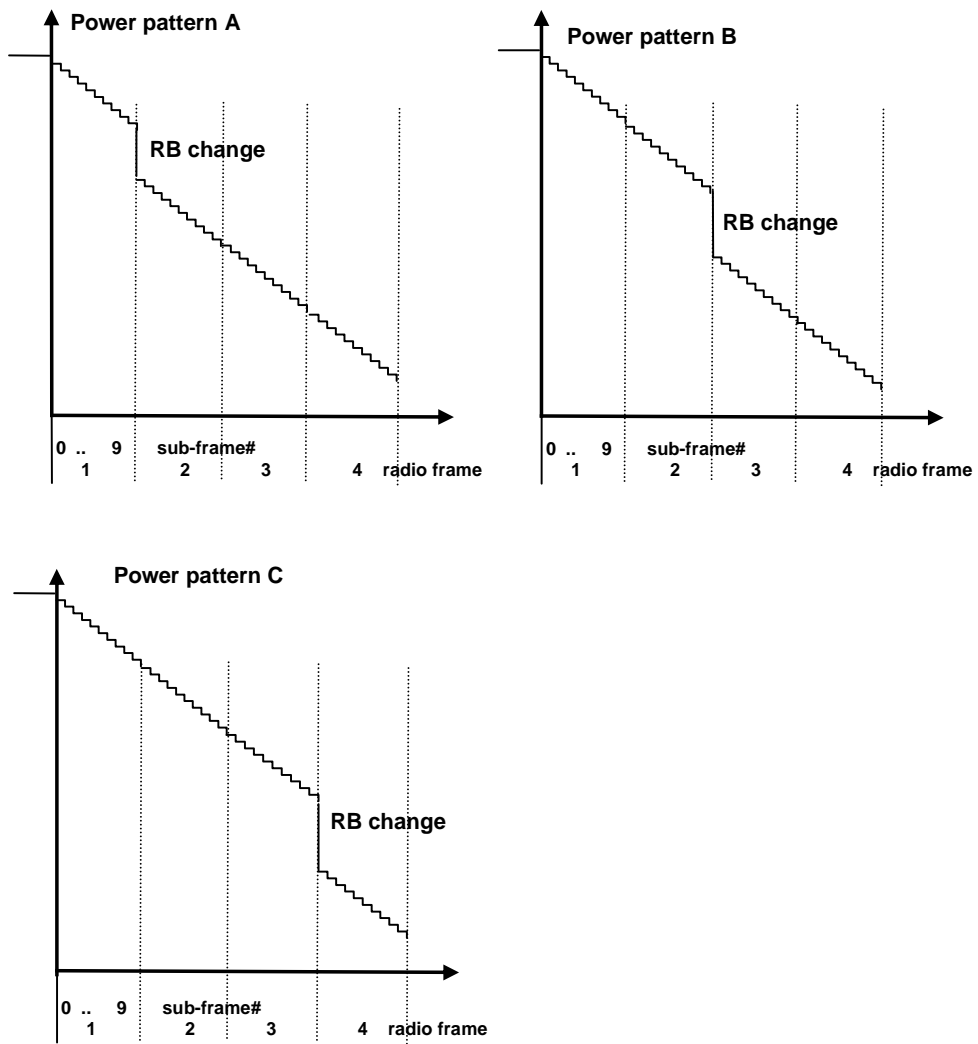 Power pattern A
RB change
0 .. 9 sub-frame#
1 2 3 4 radio frame
Power pattern B
RB change
0 .. 9 sub-frame#
1 2 3 4 radio frame
Power pattern C
RB change
0 .. 9 sub-frame#
1 2 3 4 radio frame